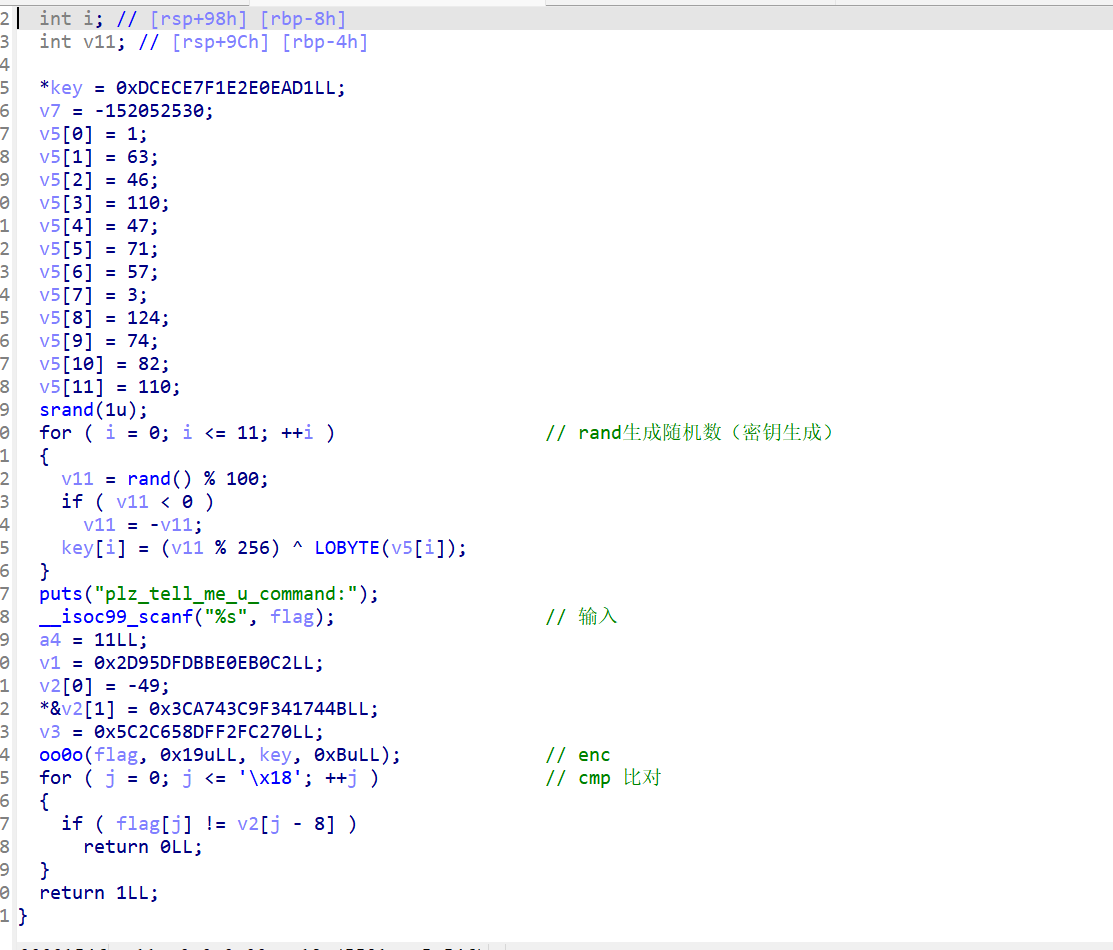 2 int i; // [rsp+98h] [rbp-8h]
3 int v11; // [rsp+9Ch] [rbp-4h]
4
5 *key = 0xDCECE7F1E2E0EAD1LL;
6 v7 = -152052530;
7 v5[0] = 1;
8 v5[1] = 63;
9 v5[2] = 46;
0 v5[3] = 110;
1 v5[4] = 47;
2 v5[5] = 71;
3 v5[6] = 57;
4 v5[7] = 3;
5 v5[8] = 124;
6 v5[9] = 74;
7 v5[10] = 82;
8 v5[11] = 110;
9 srand(1u);
0 for ( i = 0; i <= 11; ++i ) // rand生成随机数（密钥生成）
1 {
2 v11 = rand() % 100;
3 if ( v11 < 0 )
4 v11 = -v11;
5 key[i] = (v11 % 256) ^ LOBYTE(v5[i]);
6 }
7 puts("plz_tell_me_u_command:");
8 __isoc99_scanf("%s", flag); // 输入
9 a4 = 11LL;
0 v1 = 0x2D95DFDBBE0EB0C2LL;
1 v2[0] = -49;
2 *&v2[1] = 0x3CA743C9F341744BLL;
3 v3 = 0x5C2C658DFF2FC270LL;
4 oo0o(flag, 0x19uLL, key, 0xBuLL); // enc
5 for ( j = 0; j <= '\x18'; ++j ) // cmp 比对
6 {
7 if ( flag[j] != v2[j - 8] )
8 return 0LL;
9 }
0 return 1LL;
1 }